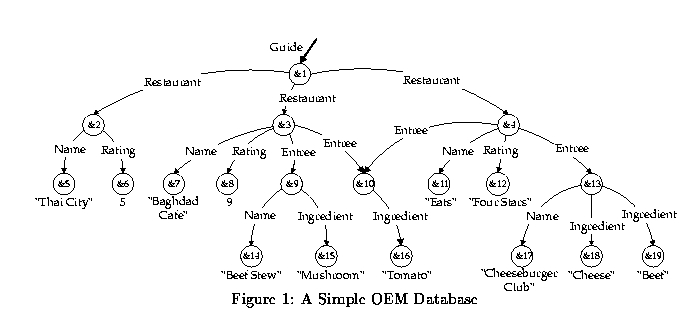 Guide
&1
Restaurant
Restaurant
Restaurant
&2
&3
&4
Name
Rating
Name
Rating
Entree
Entree
Entree
Name
Rating
Entree
&5
&6
&7
&8
&9
&10
&11
&12
&13
"Thai City"
5
"Baghdad
Cafe"
9
"Eats"
"Four Stars"
Name
Ingredient
Ingredient
Name
Ingredient
Ingredient
&14
&15
&16
&17
&18
&19
"Beef Stew"
"Mushroom"
"Tomato"
"Cheeseburger
Club"
"Cheese"
"Beef"
Figure 1: A Simple OEM Database